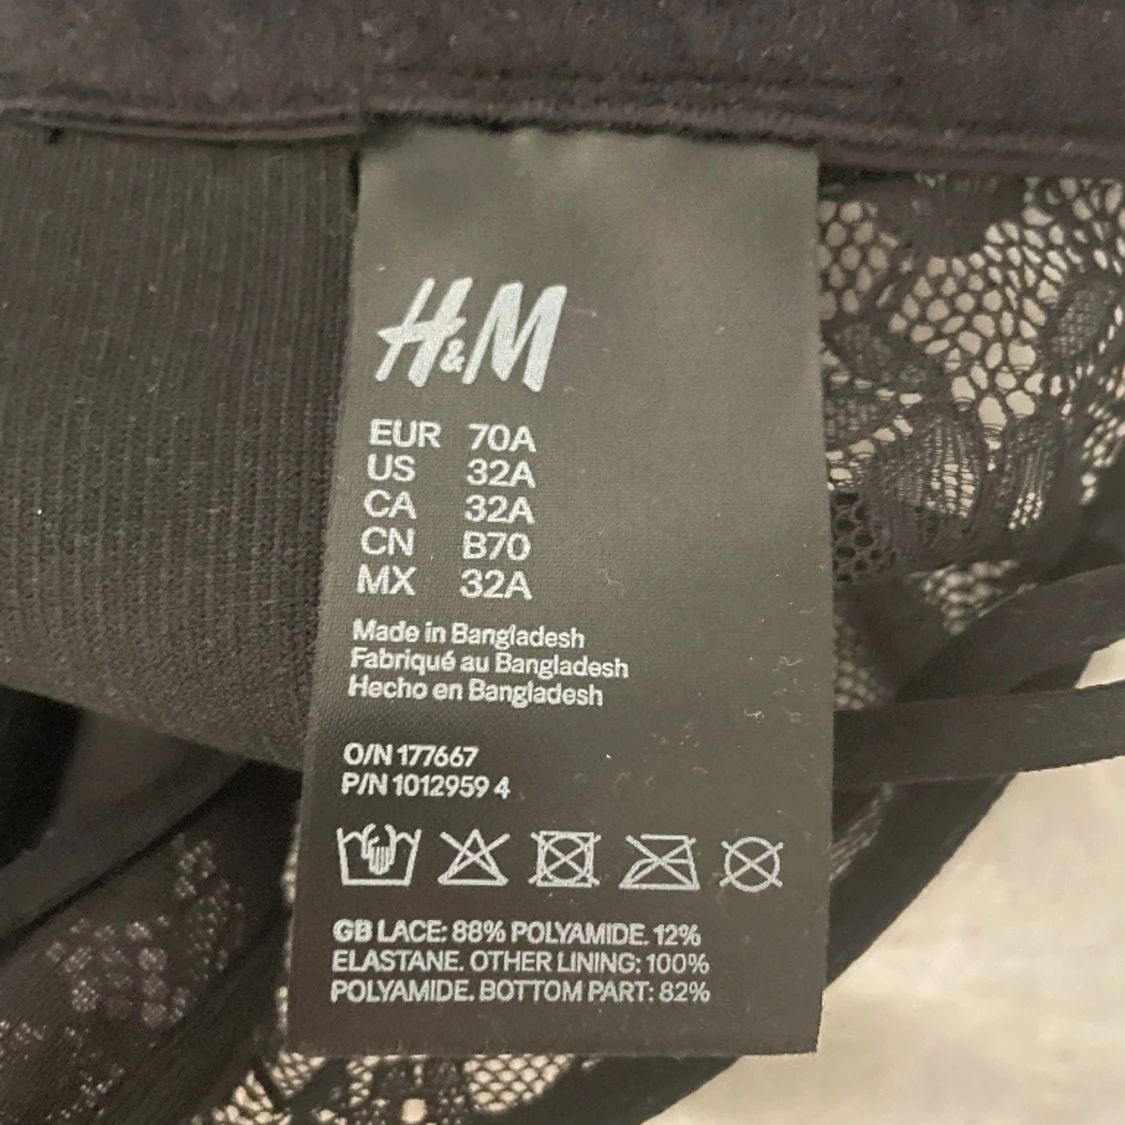 H&M
EUR 70A
US 32A
CA 32A
CN B70
MX 32A
Made in Bangladesh
Fabriqué au Bangladesh
Hecho en Bangladesh
O/N 177667
P/N 1012959 4
GB LACE: 88% POLYAMIDE. 12%
ELASTANE. OTHER LINING: 100%
POLYAMIDE. BOTTOM PART: 82%